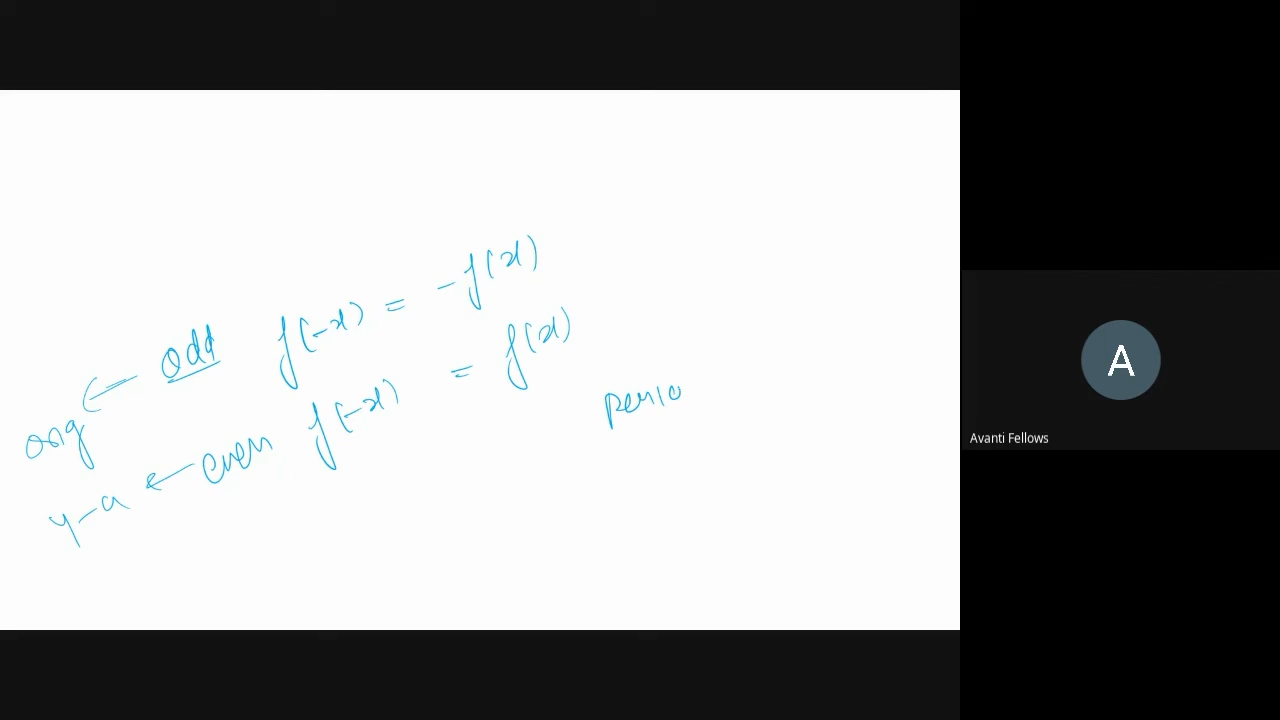 orig ← odd f(-x) = -f(x)
y-a ← even f(-x) = f(x)
perio
A
Avanti Fellows